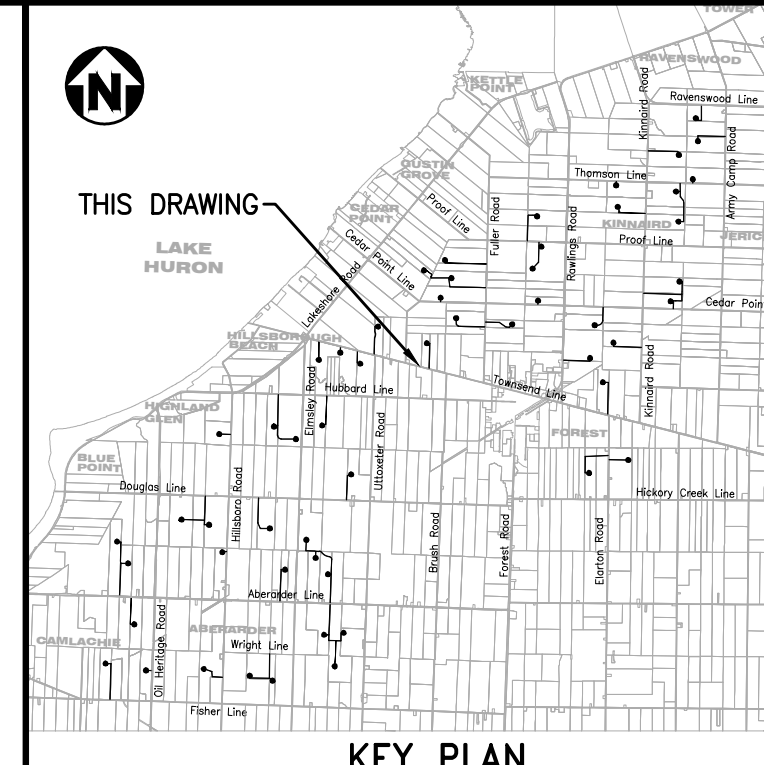 TOWER
RAVENSWOOD
KETTLE
POINT
N
Kinnaird Road
Ravenswood Line
Army Camp Road
GUSTIN
GROVE
Thomson Line
THIS DRAWING
CEDAR
POINT
Proof Line
Fuller Road
Rawlings Road
KINNAIRD
Proof Line
JERIC
LAKE
HURON
Cedar Point Line
Lakeshore Road
Cedar Poin
HILLSBOROUGH
BEACH
Kinnaird Road
Elmsley Road
Hubbard Line
Townsend Line
HIGHLAND
GLEN
Uttoxeter Road
FOREST
BLUE
POINT
Douglas Line
Hillsboro Road
Hickory Creek Line
Brush Road
Forest Road
Elarton Road
Aberarder Line
Oil Heritage Road
ABERARDER
CAMLACHIE
Wright Line
Fisher Line
KEY PLAN